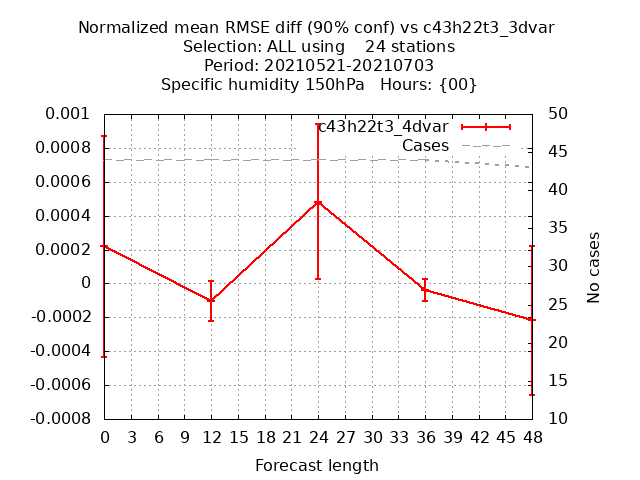 Normalized mean RMSE diff (90% conf) vs c43h22t3_3dvar
Selection: ALL using    24 stations
Period: 20210521-20210703
Specific humidity 150hPa   Hours: {00}
0.001
0.0008
0.0006
0.0004
0.0002
0
-0.0002
-0.0004
-0.0006
-0.0008
c43h22t3_4dvar
Cases
50
45
40
35
30
25
20
15
10
No cases
0 3 6 9 12 15 18 21 24 27 30 33 36 39 42 45 48
Forecast length